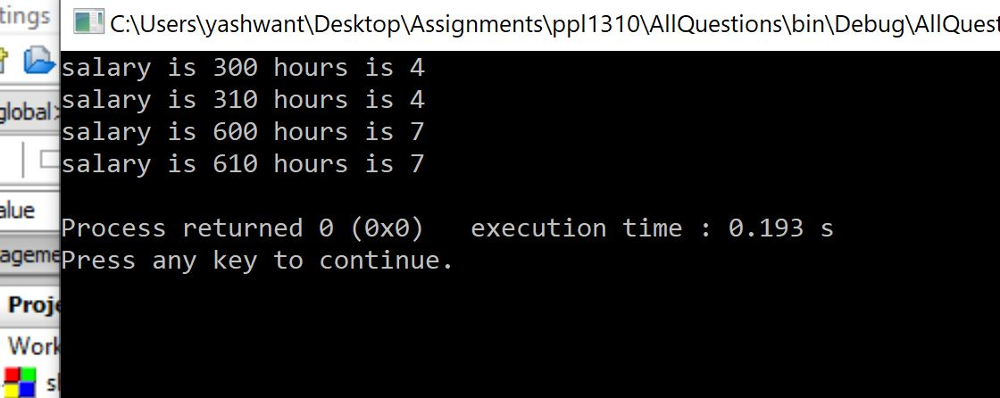 tings
C:\Users\yashwant\Desktop\Assignments\ppl1310\AllQuestions\bin\Debug\AllQuest
salary is 300 hours is 4
global>
salary is 310 hours is 4
salary is 600 hours is 7
salary is 610 hours is 7
alue
Process returned 0 (0x0)   execution time : 0.193 s
ageme
Press any key to continue.
Proje
Work
sl